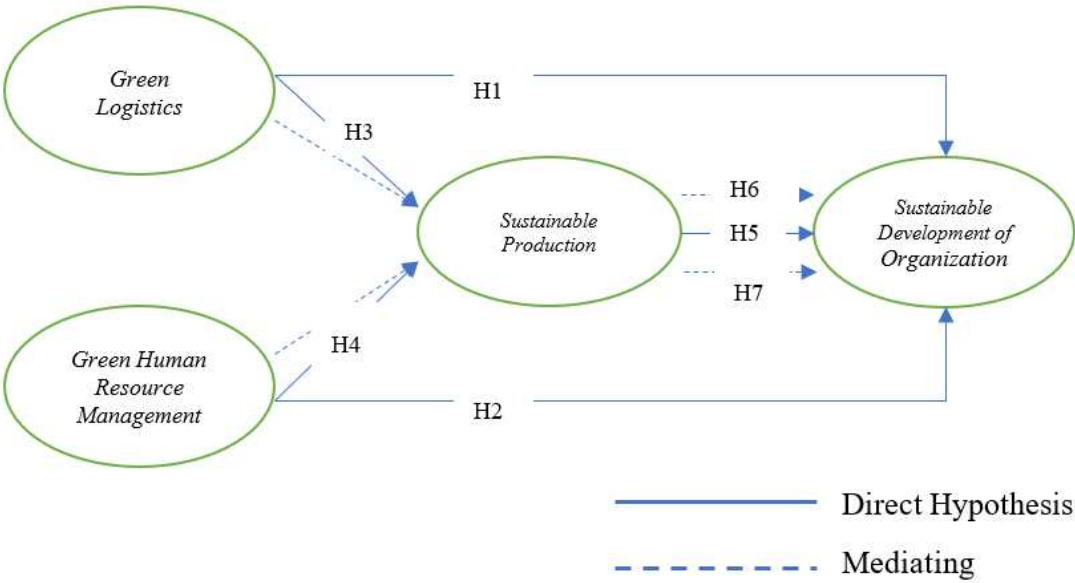 Green
Logistics
H1
H3
Sustainable
Production
H6
H5
H7
Sustainable
Development of
Organization
Green Human
Resource
Management
H4
H2
Direct Hypothesis
Mediating